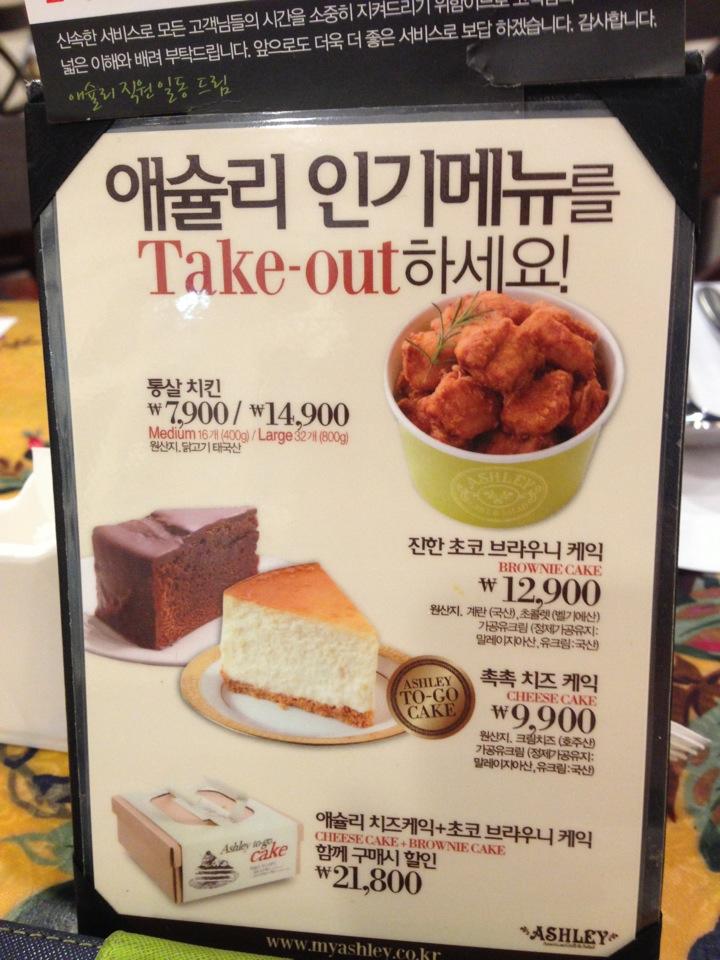 신속한 서비스로 모든 고객님들의 시간을 소중히 지켜드리기 위함이므로
넓은 이해와 배려 부탁드립니다. 앞으로도 더욱 더 좋은 서비스로 보답 하겠습니다. 감사합니다.
애슐리 직원 일동 드림
애슐리 인기메뉴를
Take-out하세요!
통살 치킨
₩7,900 / ₩14,900
Medium 16개 (400g) / Large 32개 (800g)
원산지. 닭고기 태국산
ASHLEY
진한 초코 브라우니 케익
BROWNIE CAKE
₩12,900
원산지. 계란 (국산), 초콜렛 (벨기에산)
가공유크림 (정제가공유지:
말레이지아산, 유크림:국산)
ASHLEY
TO-GO
CAKE
촉촉 치즈 케익
CHEESE CAKE
₩9,900
원산지. 크림치즈 (호주산)
가공유크림 (정제가공유지:
말레이지아산, 유크림:국산)
Ashley to-go
cake
애슐리 치즈케익+초코 브라우니 케익
CHEESE CAKE + BROWNIE CAKE
함께 구매시 할인
₩21,800
ASHLEY
www.myashley.co.kr